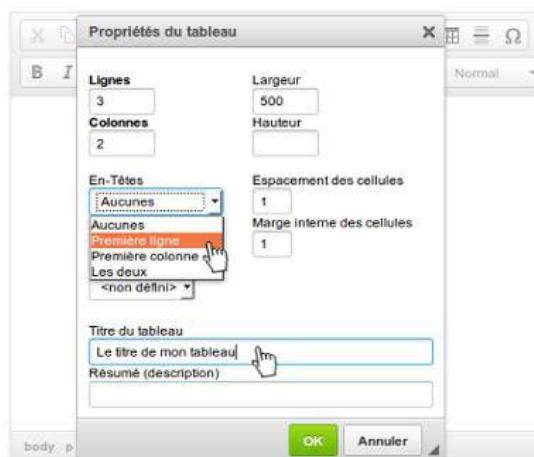 Propriétés du tableau
Lignes
3
Largeur
500
Colonnes
2
Hauteur
En-Têtes
Aucunes
Aucunes
Première ligne
Première colonne
Les deux
<non défini>
Espacement des cellules
1
Marge interne des cellules
1
Titre du tableau
Le titre de mon tableau
Résumé (description)
OK
Annuler
B I
Normal
body p